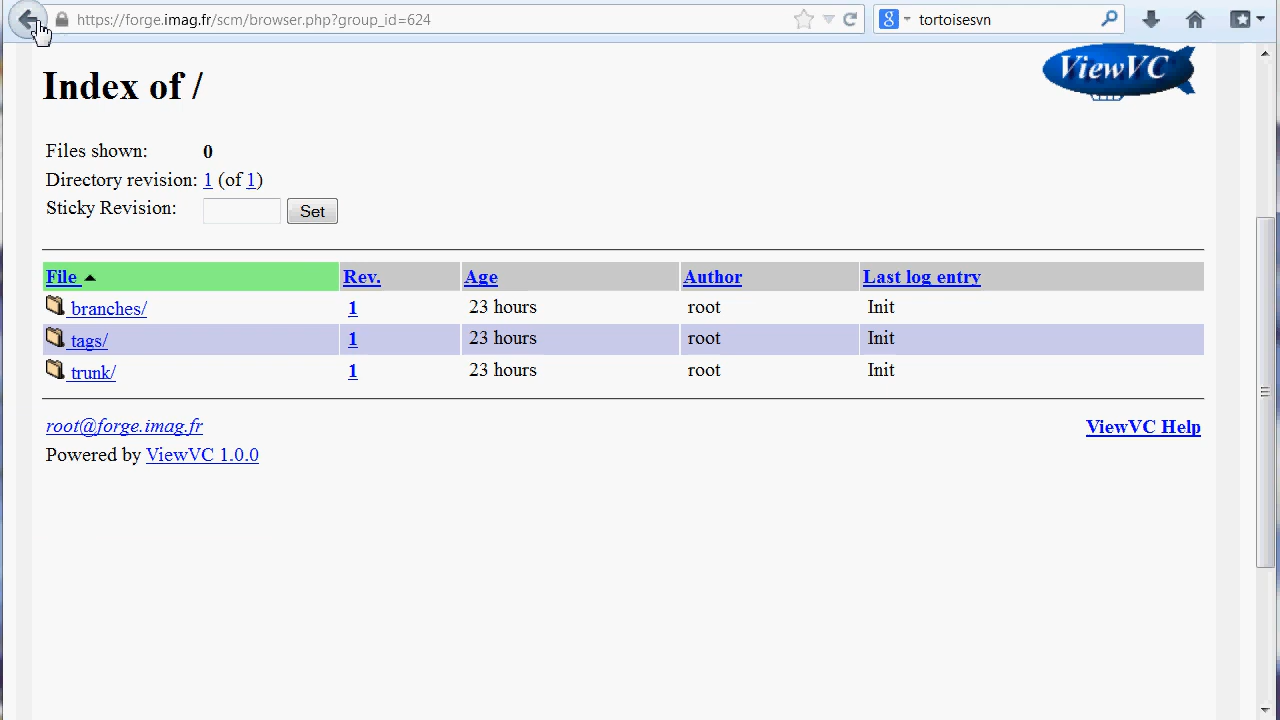 https://forge.imag.fr/scm/browser.php?group_id=624
tortoisesvn
Index of /
ViewVC
Files shown: 0
Directory revision: 1 (of 1)
Sticky Revision: Set
File Rev. Age Author Last log entry
branches/ 1 23 hours root Init
tags/ 1 23 hours root Init
trunk/ 1 23 hours root Init
root@forge.imag.fr ViewVC Help
Powered by ViewVC 1.0.0